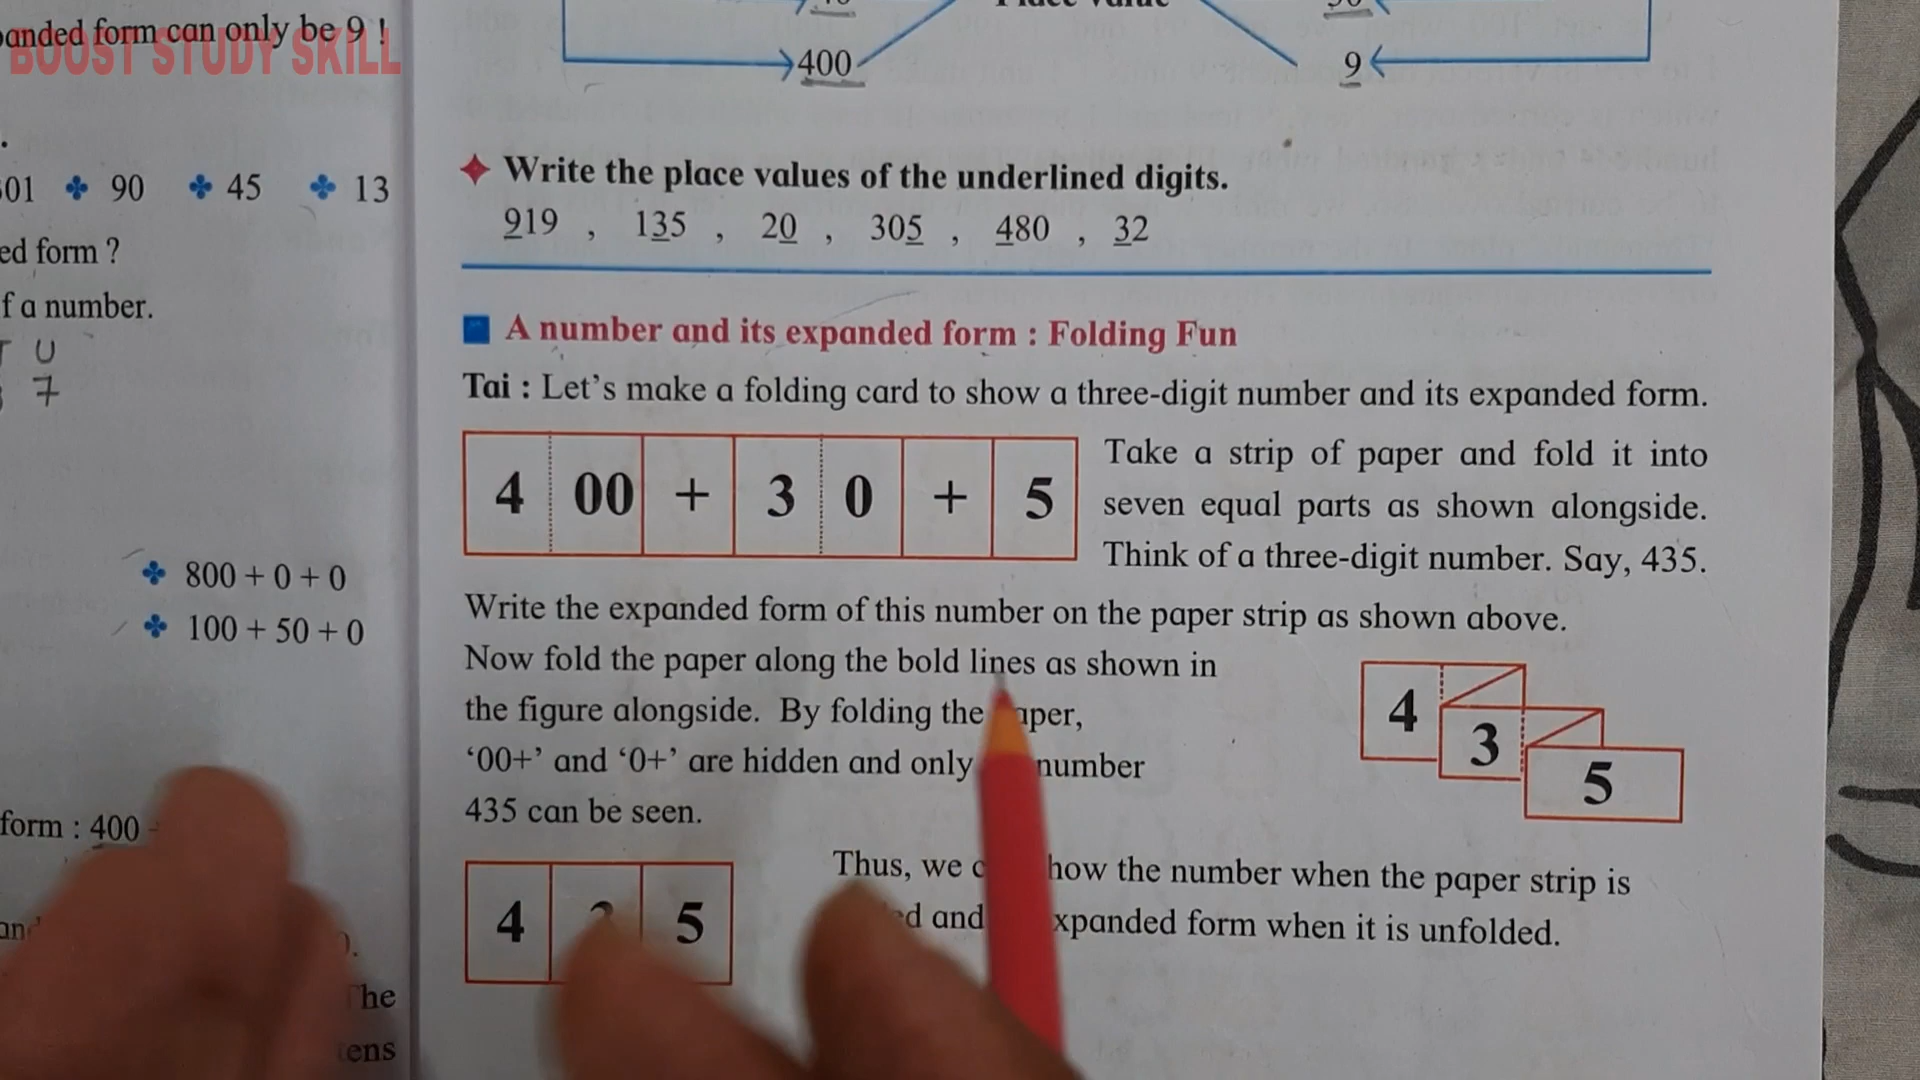 anded form can only be 9 !
BOOST STUDY SKILL
01 90 45 13
ed form ?
f a number.
T U
7
800 + 0 + 0
100 + 50 + 0
form : 400
The
tens
Place value
400 9
Write the place values of the underlined digits.
919 , 135 , 20 , 305 , 480 , 32
A number and its expanded form : Folding Fun
Tai : Let's make a folding card to show a three-digit number and its expanded form.
4 00 + 3 0 + 5
Take a strip of paper and fold it into
seven equal parts as shown alongside.
Think of a three-digit number. Say, 435.
Write the expanded form of this number on the paper strip as shown above.
Now fold the paper along the bold lines as shown in
the figure alongside. By folding the paper,
'00+' and '0+' are hidden and only number
435 can be seen.
4 3 5
4 5
Thus, we how the number when the paper strip is
d and xpanded form when it is unfolded.